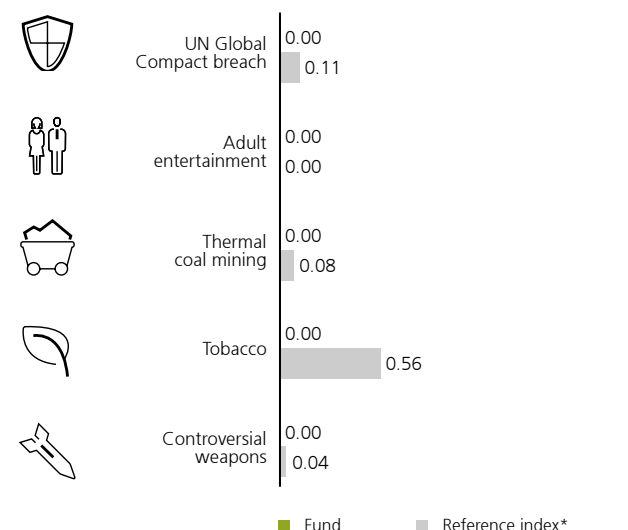 UN Global
Compact breach
0.00
0.11
Adult
entertainment
0.00
0.00
Thermal
coal mining
0.00
0.08
Tobacco
0.00
0.56
Controversial
weapons
0.00
0.04
Fund Reference index*